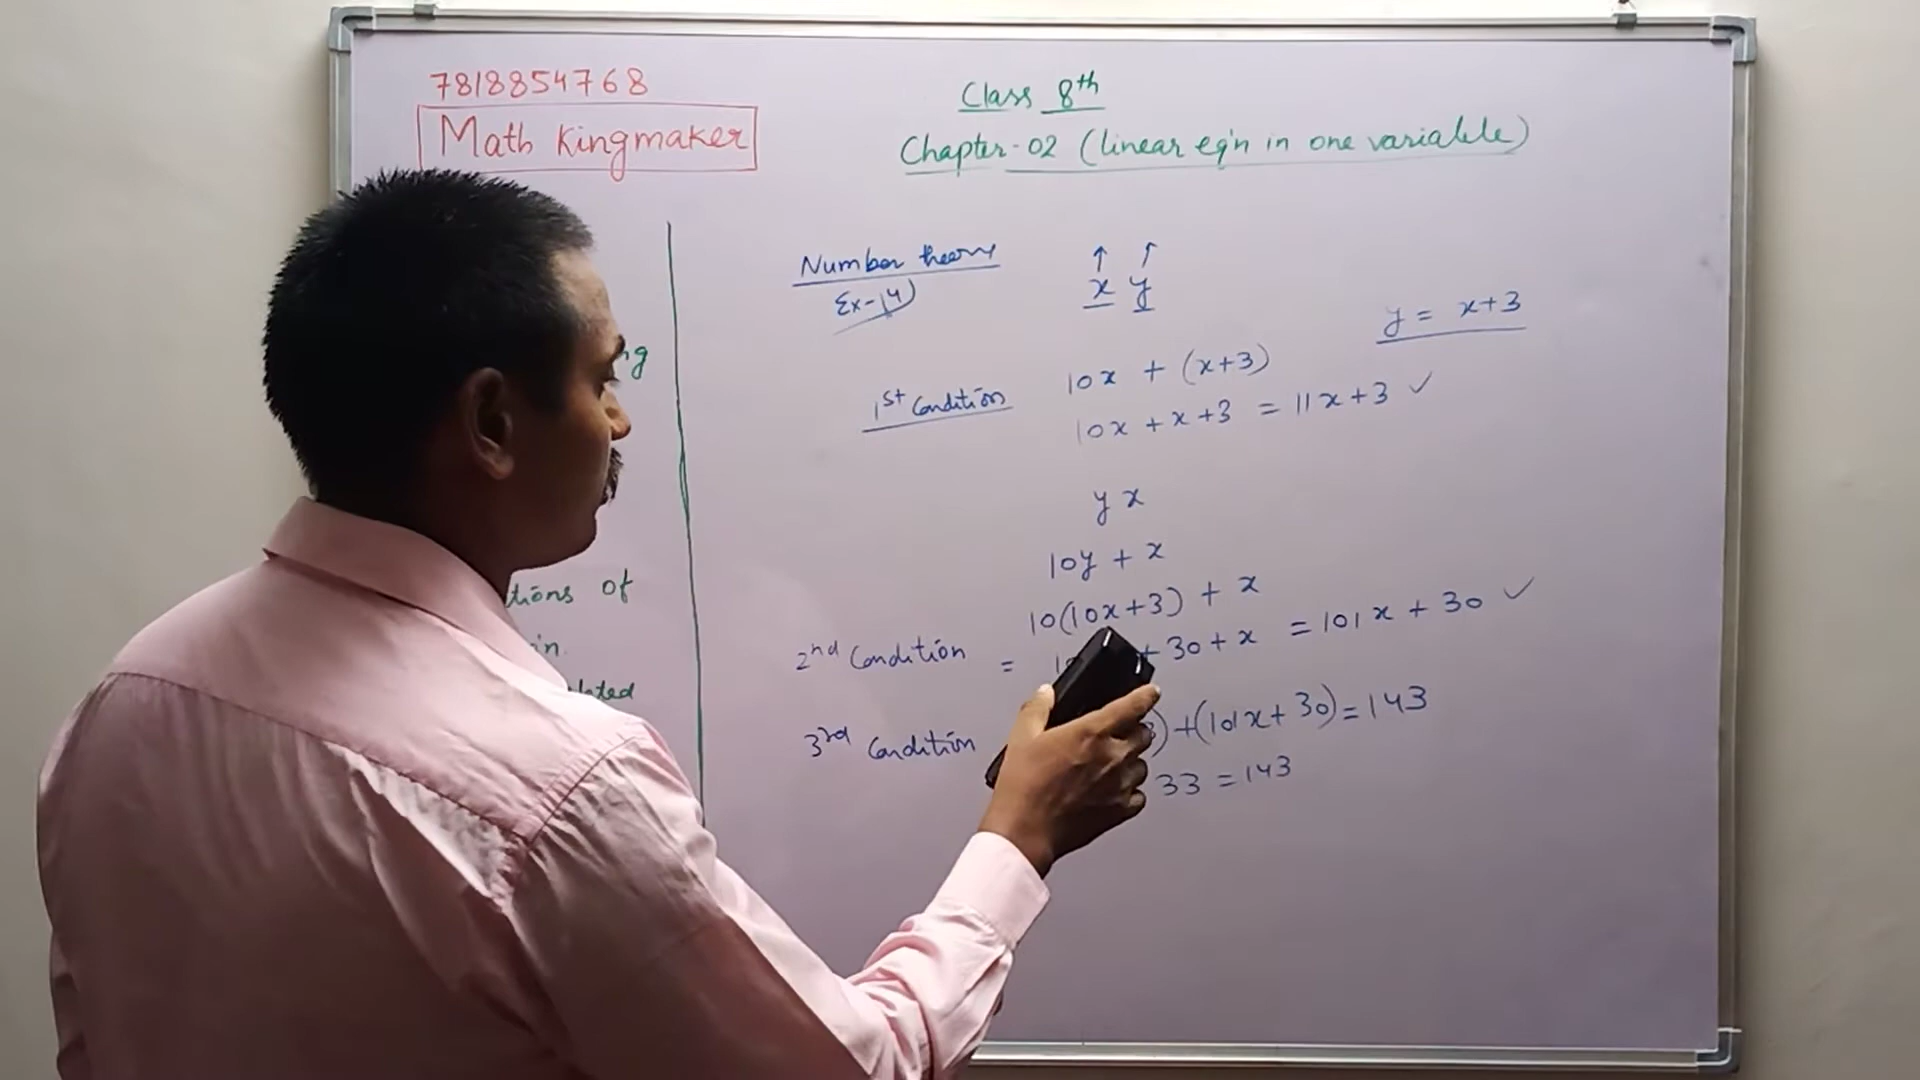 7818854768
Math Kingmaker
Class 8th
Chapter-02 (linear eq'n in one variable)
Number theory
Ex-14)
x y
y = x+3
1st Condition
10x + (x+3)
10x + x+3 = 11x+3 ✓
y x
10y + x
10(10x+3) + x
2nd Condition = + 30 + x = 101x + 30 ✓
3rd Condition ) + (101x + 30) = 143
33 = 143
of